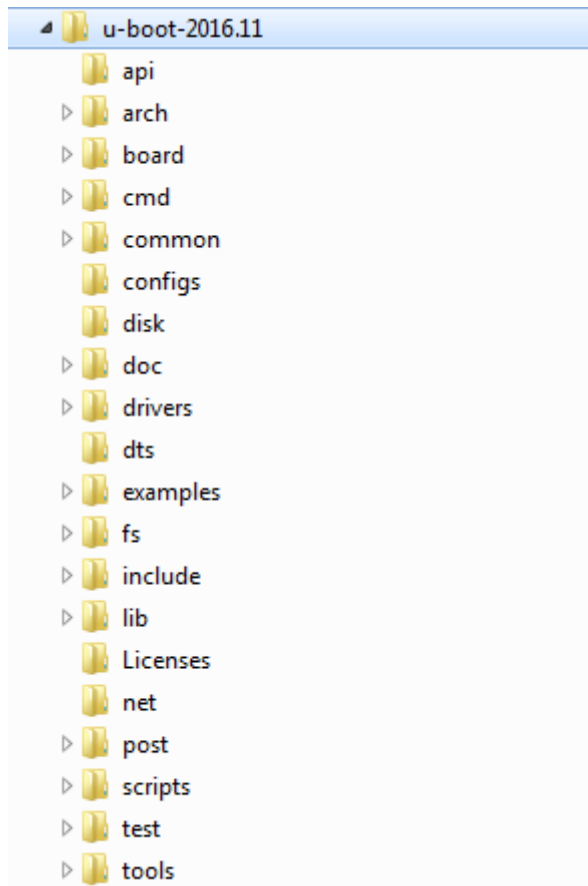 u-boot-2016.11
api
arch
board
cmd
common
configs
disk
doc
drivers
dts
examples
fs
include
lib
Licenses
net
post
scripts
test
tools